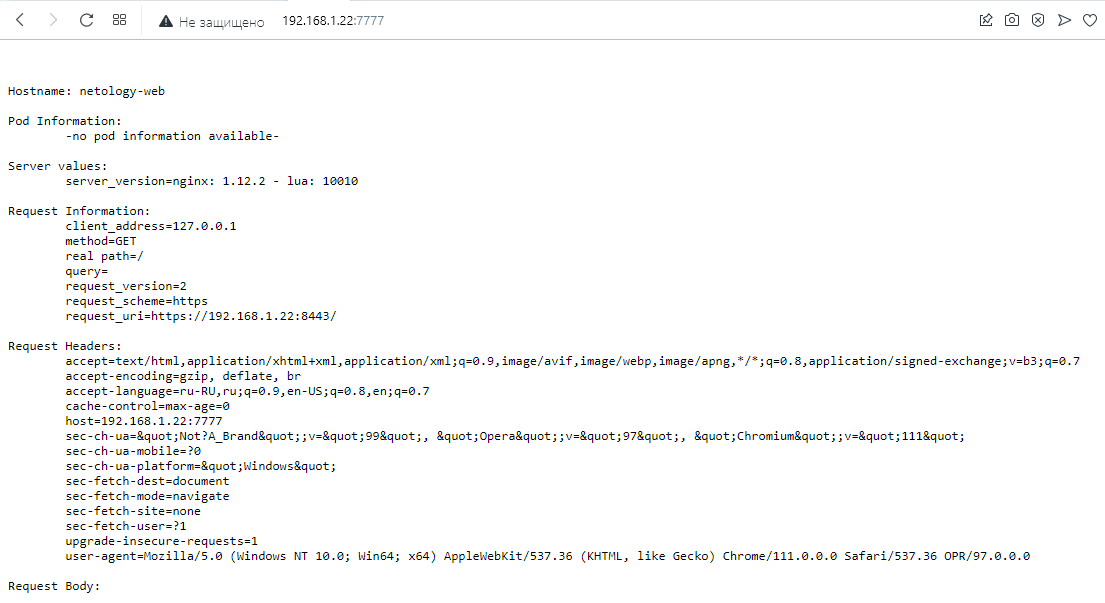 Не защищено 192.168.1.22:7777
Hostname: netology-web
Pod Information:
-no pod information available-
Server values:
server_version=nginx: 1.12.2 - lua: 10010
Request Information:
client_address=127.0.0.1
method=GET
real path=/
query=
request_version=2
request_scheme=https
request_uri=https://192.168.1.22:8443/
Request Headers:
accept=text/html,application/xhtml+xml,application/xml;q=0.9,image/avif,image/webp,image/apng,*/*;q=0.8,application/signed-exchange;v=b3;q=0.7
accept-encoding=gzip, deflate, br
accept-language=ru-RU,ru;q=0.9,en-US;q=0.8,en;q=0.7
cache-control=max-age=0
host=192.168.1.22:7777
sec-ch-ua=&quot;Not?A_Brand&quot;;v=&quot;99&quot;, &quot;Opera&quot;;v=&quot;97&quot;, &quot;Chromium&quot;;v=&quot;111&quot;
sec-ch-ua-mobile=?0
sec-ch-ua-platform=&quot;Windows&quot;
sec-fetch-dest=document
sec-fetch-mode=navigate
sec-fetch-site=none
sec-fetch-user=?1
upgrade-insecure-requests=1
user-agent=Mozilla/5.0 (Windows NT 10.0; Win64; x64) AppleWebKit/537.36 (KHTML, like Gecko) Chrome/111.0.0.0 Safari/537.36 OPR/97.0.0.0
Request Body: